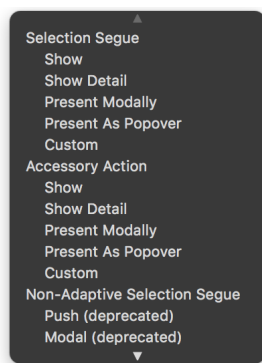 Selection Segue
Show
Show Detail
Present Modally
Present As Popover
Custom
Accessory Action
Show
Show Detail
Present Modally
Present As Popover
Custom
Non-Adaptive Selection Segue
Push (deprecated)
Modal (deprecated)